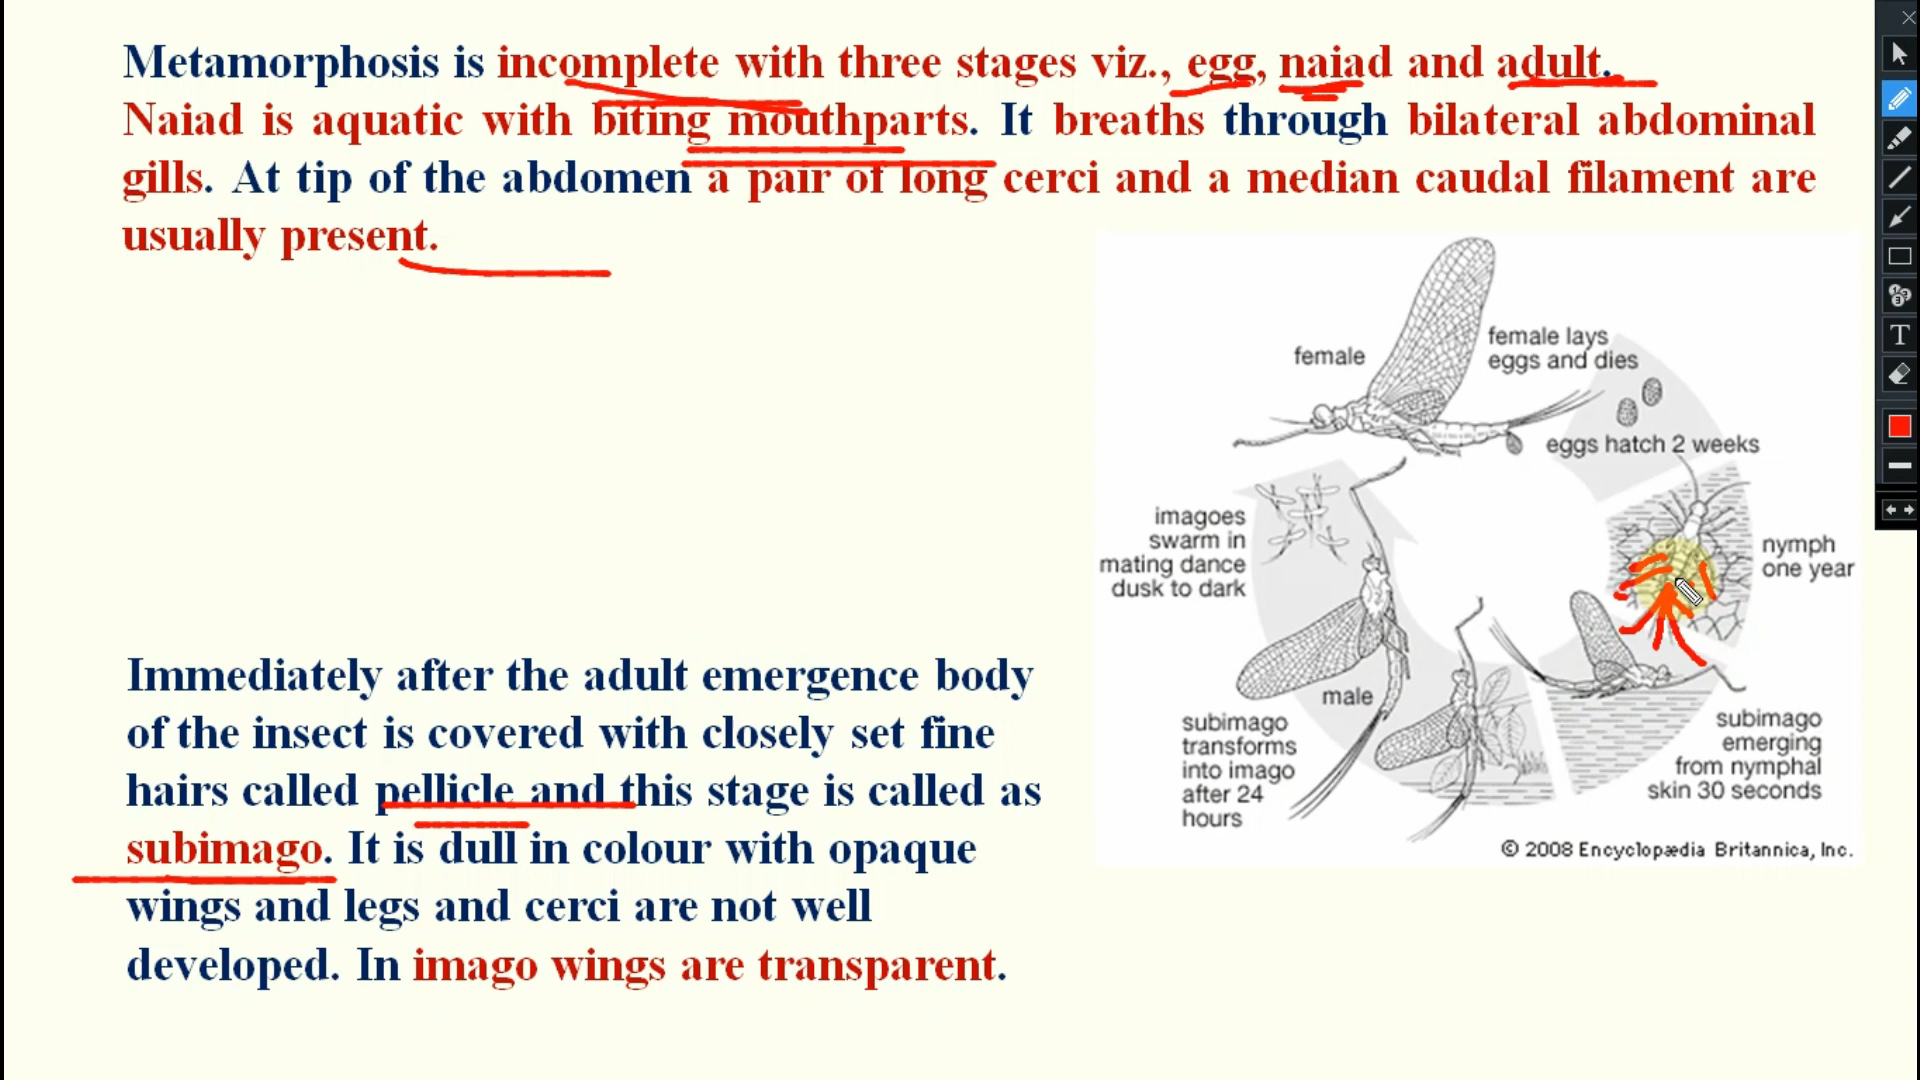 Metamorphosis is incomplete with three stages viz., egg, naiad and adult.
Naiad is aquatic with biting mouthparts. It breaths through bilateral abdominal
gills. At tip of the abdomen a pair of long cerci and a median caudal filament are
usually present.
female
female lays
eggs and dies
eggs hatch 2 weeks
nymph
one year
imagoes
swarm in
mating dance
dusk to dark
male
subimago
transforms
into imago
after 24
hours
subimago
emerging
from nymphal
skin 30 seconds
© 2008 Encyclopædia Britannica, Inc.
Immediately after the adult emergence body
of the insect is covered with closely set fine
hairs called pellicle and this stage is called as
subimago. It is dull in colour with opaque
wings and legs and cerci are not well
developed. In imago wings are transparent.
T